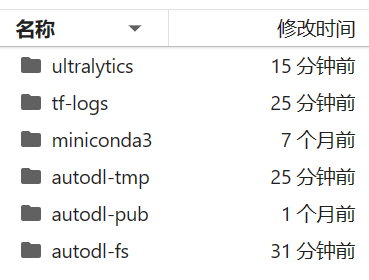 名称 修改时间
ultralytics 15 分钟前
tf-logs 25 分钟前
miniconda3 7 个月前
autodl-tmp 25 分钟前
autodl-pub 1 个月前
autodl-fs 31 分钟前